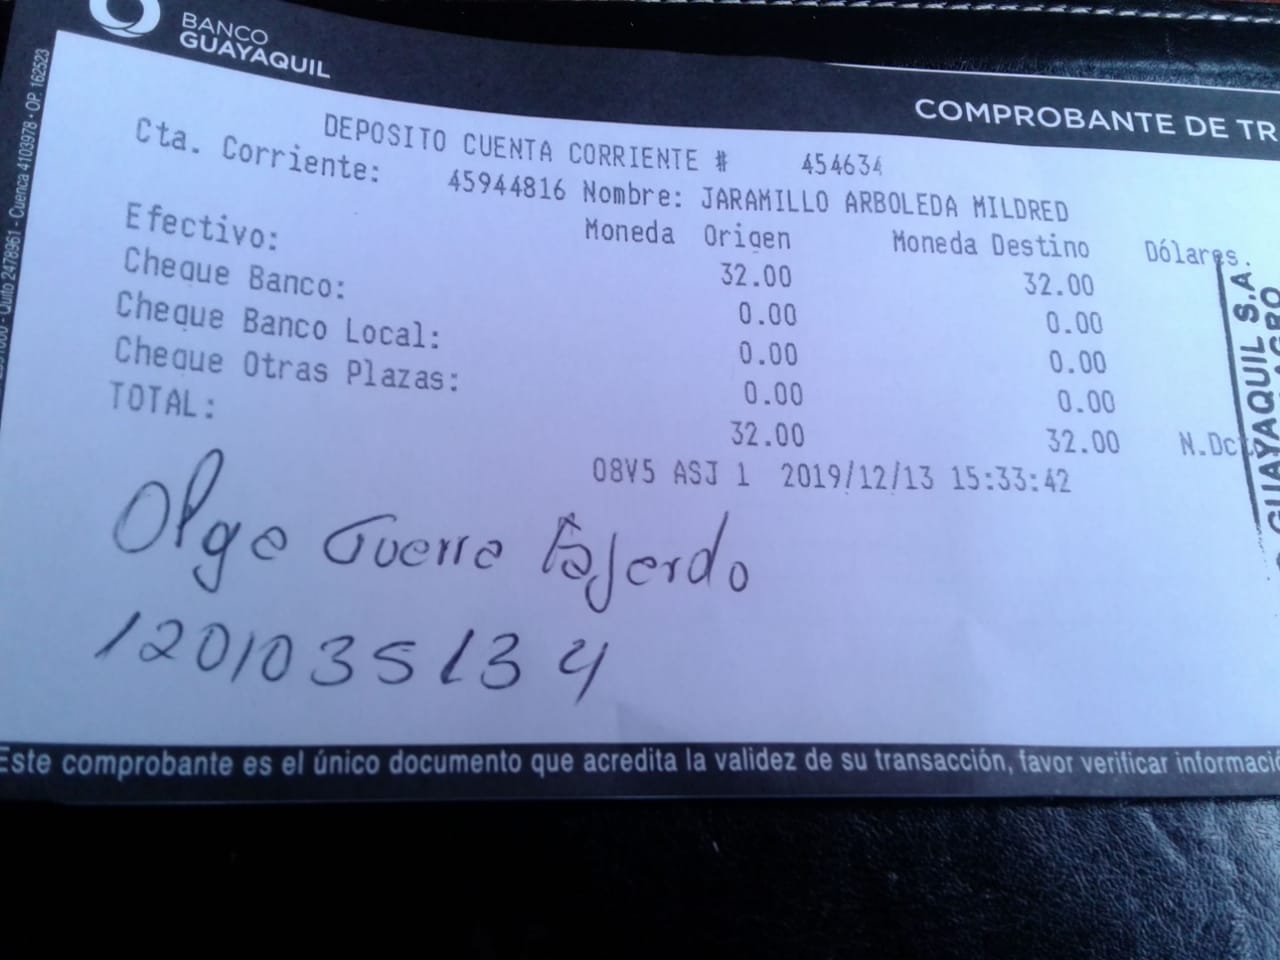 BANCO
GUAYAQUIL
COMPROBANTE DE TR
DEPOSITO CUENTA CORRIENTE # 454634
Cta. Corriente: 45944816 Nombre: JARAMILLO ARBOLEDA MILDRED
Moneda Origen Moneda Destino Dólares.
Efectivo: 32.00 32.00
Cheque Banco: 0.00 0.00
Cheque Banco Local: 0.00 0.00
Cheque Otras Plazas: 0.00 0.00
TOTAL: 32.00 32.00 N.Dc
08V5 ASJ 1 2019/12/13 15:33:42
Olga Guerra Fajardo
1201035134
Este comprobante es el único documento que acredita la validez de su transacción, favor verificar informaci
Quito 2478961 - Cuenca 4103978 • OP. 162523
GUAYAQUIL S.A.